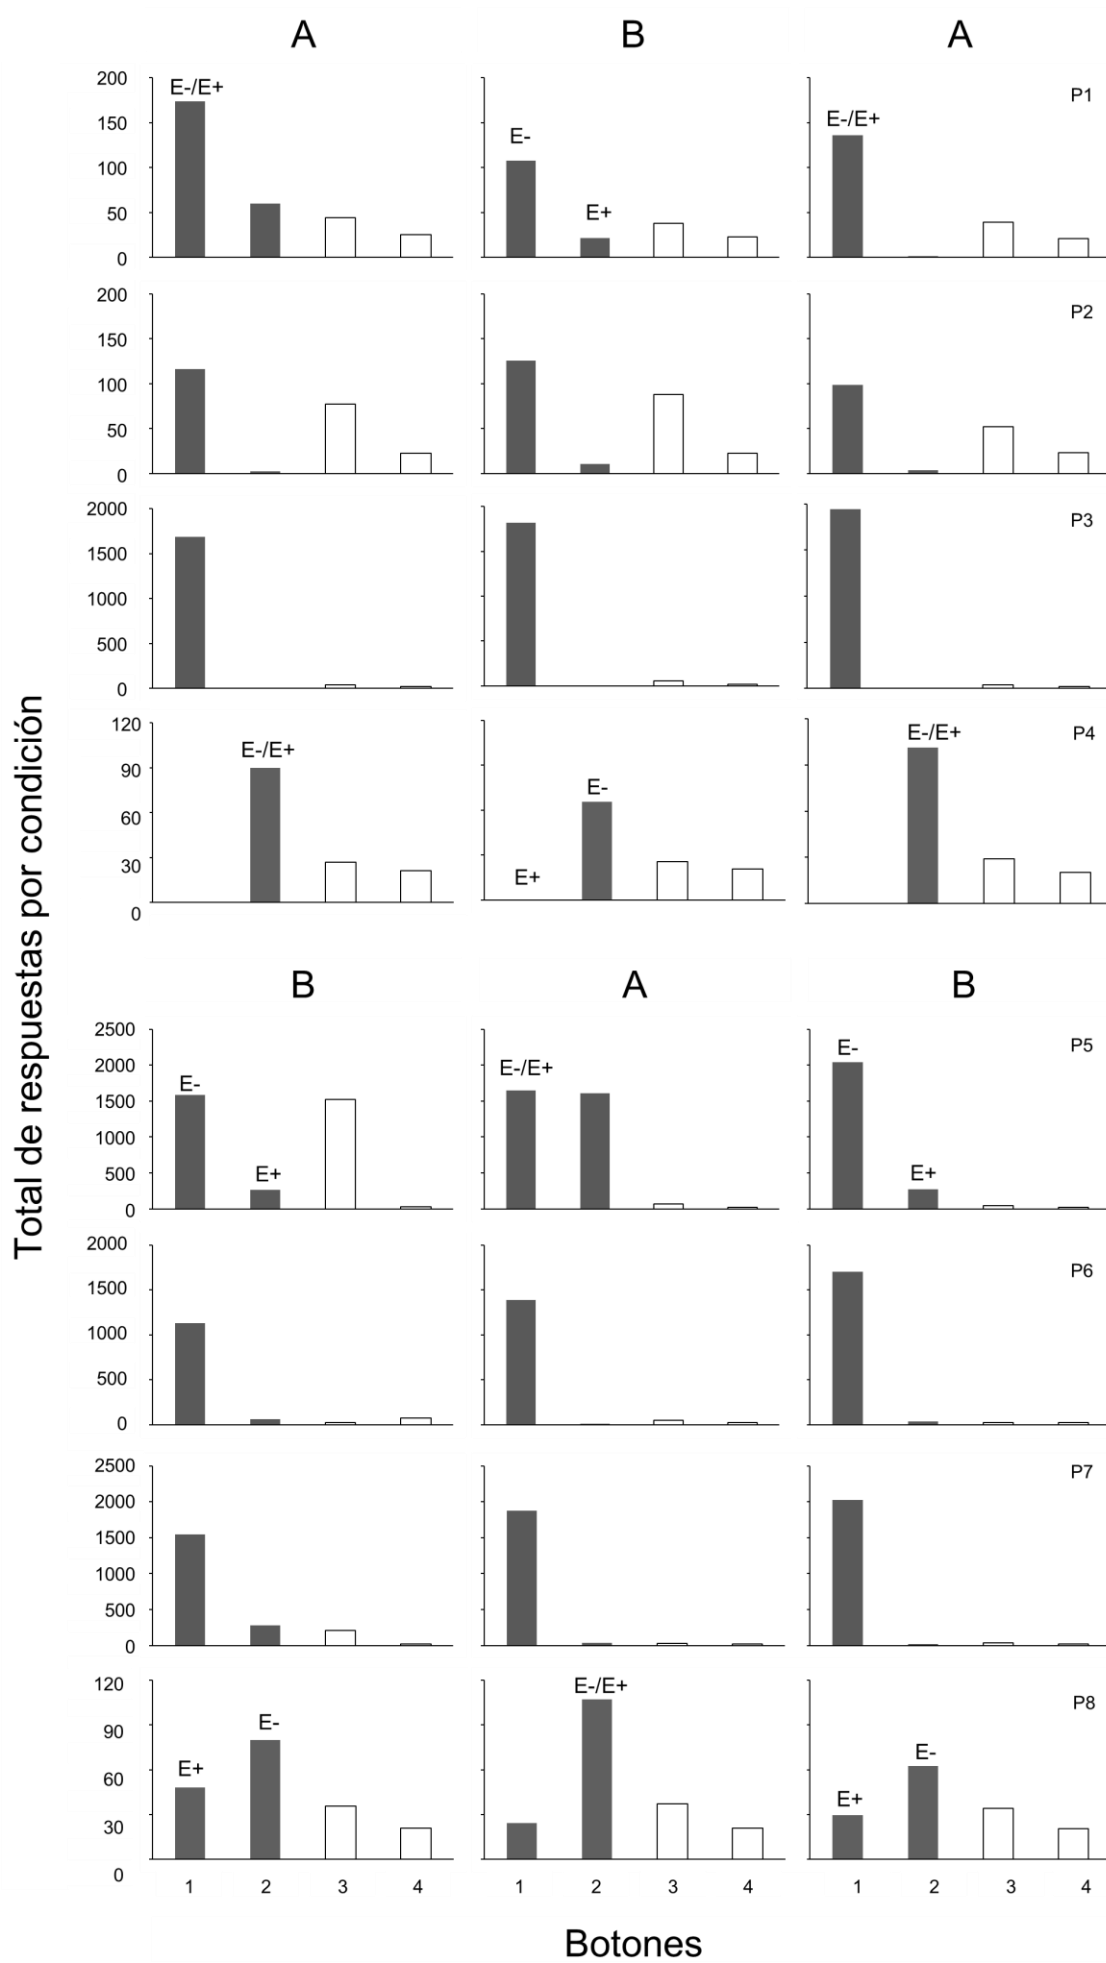 Total de respuestas por condición
A B A
200
150
100
50
0
E-/E+
E-
E+
E-/E+
P1
200
150
100
50
0
P2
2000
1500
1000
500
0
P3
120
90
60
30
0
E-/E+
E+
E-
E-/E+
P4
B A B
2500
2000
1500
1000
500
0
E-
E+
E-/E+
E-
E+
P5
2000
1500
1000
500
0
P6
2500
2000
1500
1000
500
0
P7
120
90
60
30
0
E+
E-
E-/E+
E+
E-
P8
1 2 3 4 1 2 3 4 1 2 3 4
Botones